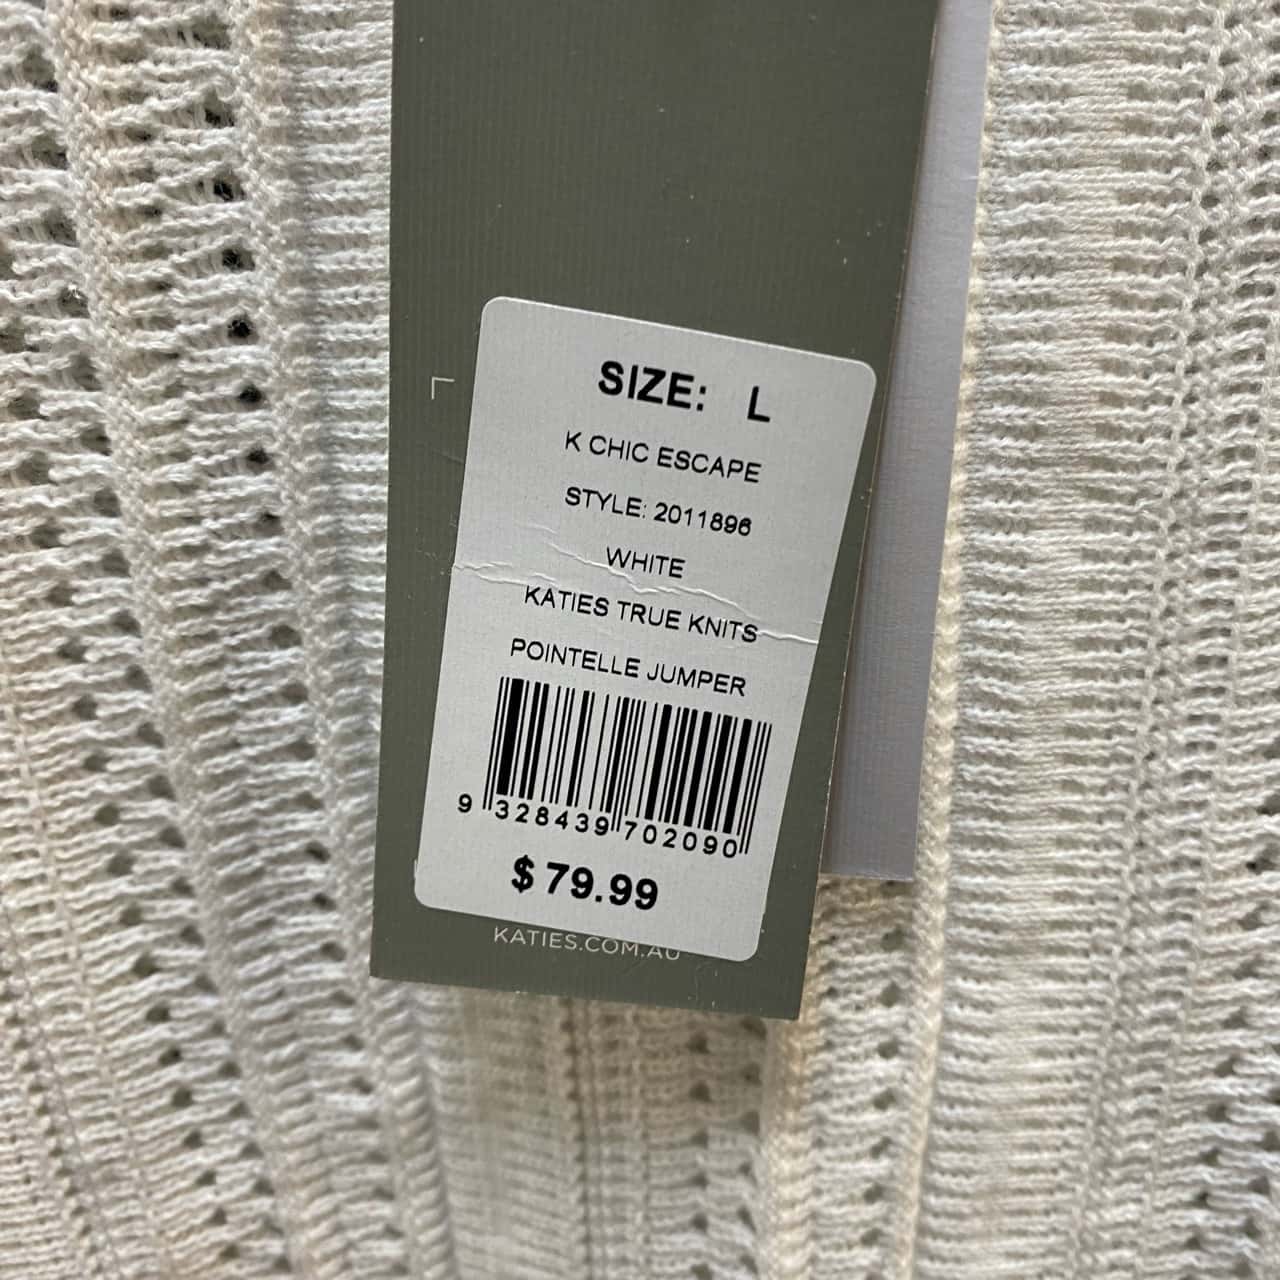 SIZE: L
K CHIC ESCAPE
STYLE: 2011896
WHITE
KATIES TRUE KNITS
POINTELLE JUMPER
9 328439 702090
$79.99
KATIES.COM.AU